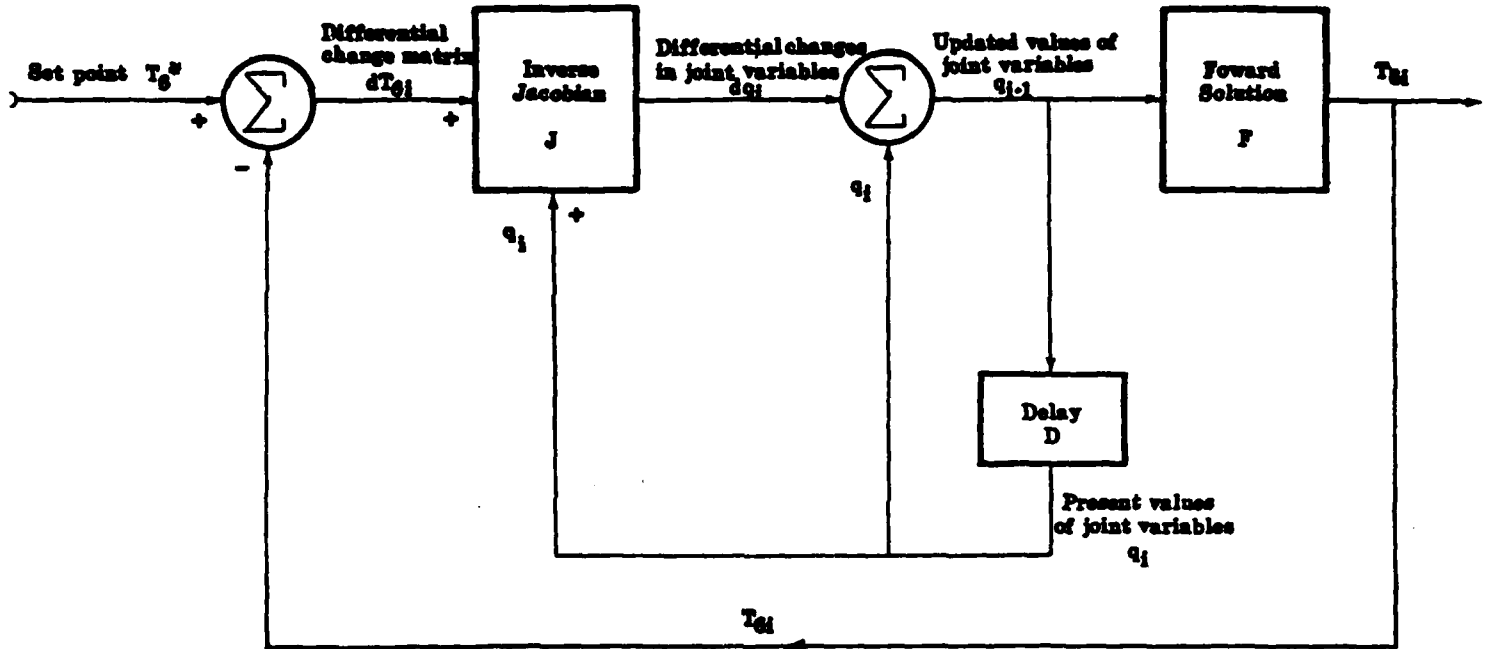 Set point T6*
+
-
∑
Differential
change matrix
dT6i
+
Inverse
Jacobian
J
+
qi
Differential changes
in joint variables
dqi
∑
qi
Updated values of
joint variables
qi+1
Foward
Solution
F
T6i
Delay
D
Present values
of joint variables
qi
T6i